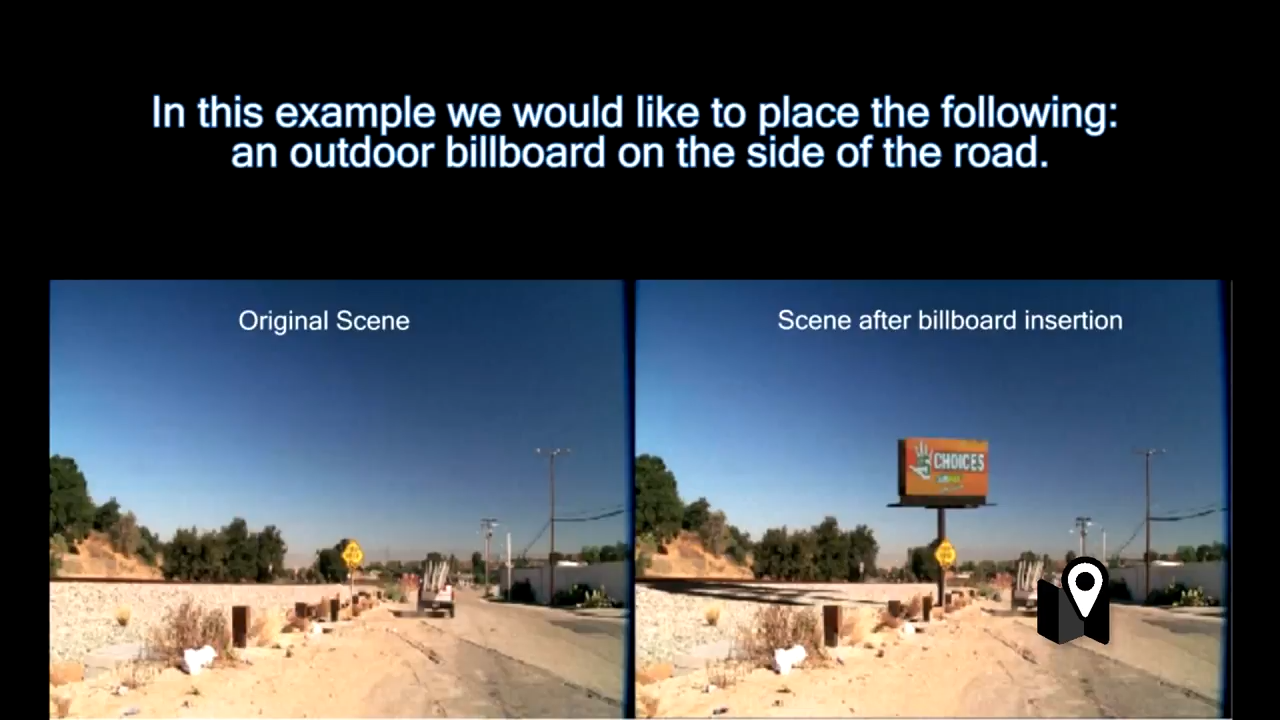 In this example we would like to place the following:
an outdoor billboard on the side of the road.
Original Scene
Scene after billboard insertion
5 CHOICES